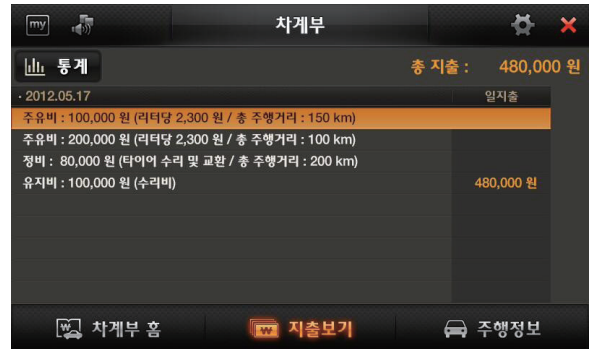 my 차계부
통계 총 지출 : 480,000 원
· 2012.05.17 일지출
주유비 : 100,000 원 (리터당 2,300 원 / 총 주행거리 : 150 km)
주유비 : 200,000 원 (리터당 2,300 원 / 총 주행거리 : 100 km)
정비 : 80,000 원 (타이어 수리 및 교환 / 총 주행거리 : 200 km)
유지비 : 100,000 원 (수리비) 480,000 원
차계부 홈 지출보기 주행정보